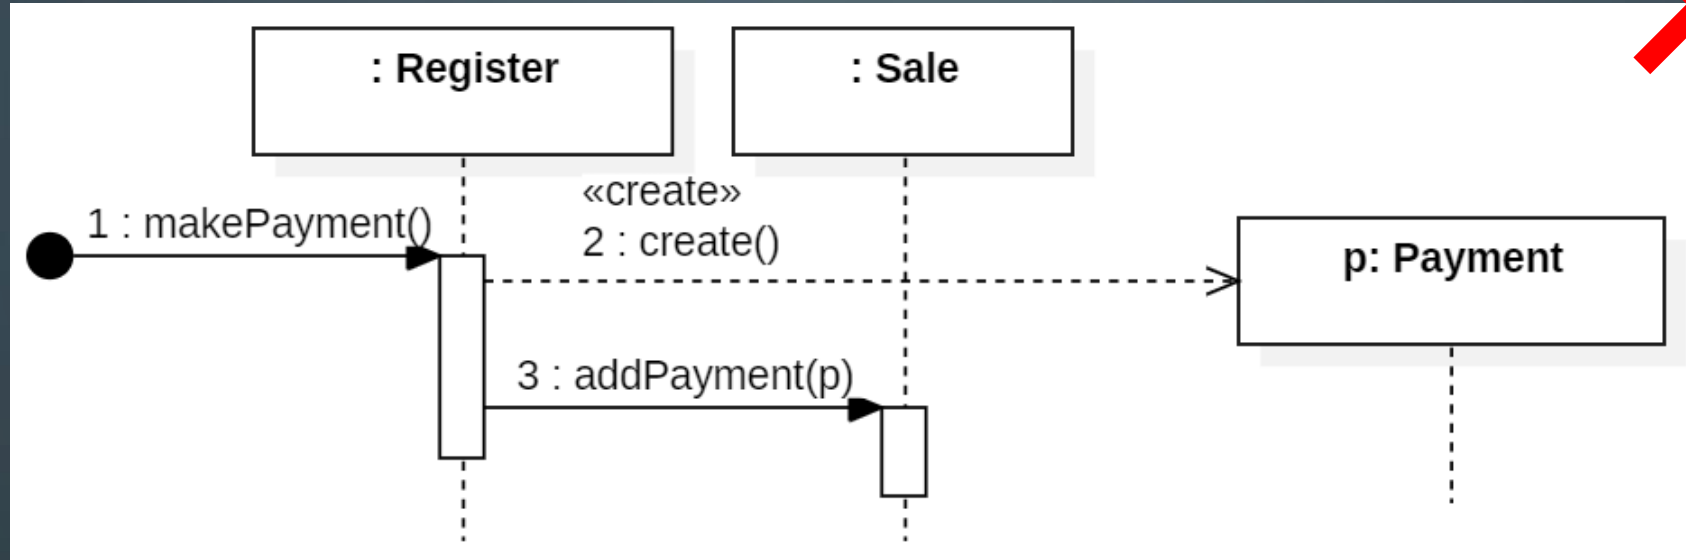 : Register
: Sale
«create»
1 : makePayment()
2 : create()
p: Payment
3 : addPayment(p)